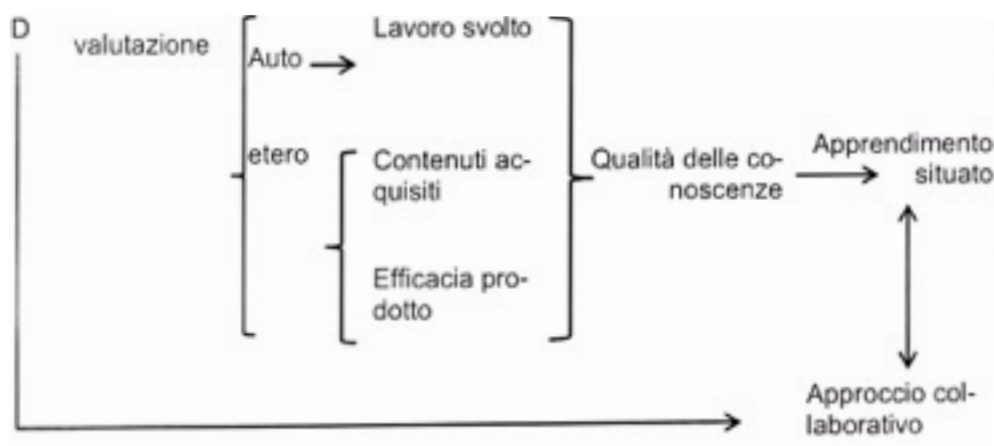 D
valutazione
Auto
Lavoro svolto
etero
Contenuti ac-
quisiti
Efficacia pro-
dotto
Qualità delle co-
noscenze
Apprendimento
situato
Approccio col-
laborativo